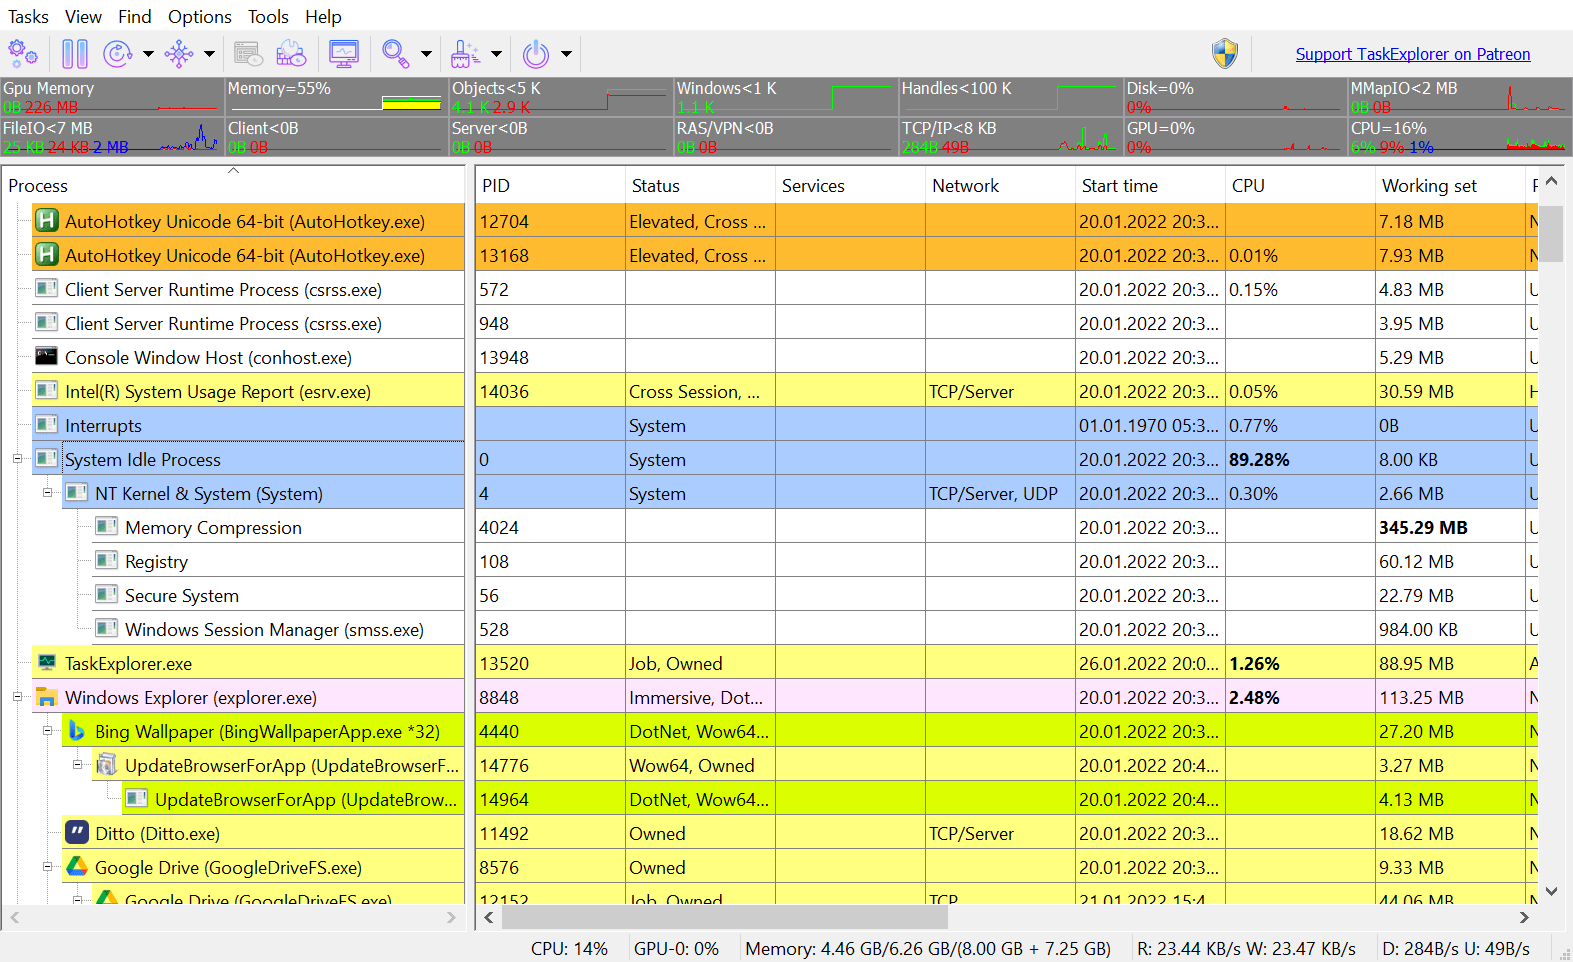 Tasks View Find Options Tools Help
Support TaskExplorer on Patreon
Gpu Memory Memory=55% Objects<5 K Windows<1 K Handles<100 K Disk=0% MMapIO<2 MB
0B 226 MB 4.1 K 2.9 K 1.1 K 0% 0B 0B
FileIO<7 MB Client<0B Server<0B RAS/VPN<0B TCP/IP<8 KB GPU=0% CPU=16%
25 KB 24 KB 2 MB 0B 0B 0B 0B 0B 0B 284B 49B 0% 6% 9% 1%
Process PID Status Services Network Start time CPU Working set
AutoHotkey Unicode 64-bit (AutoHotkey.exe) 12704 Elevated, Cross ... 20.01.2022 20:3... 7.18 MB
AutoHotkey Unicode 64-bit (AutoHotkey.exe) 13168 Elevated, Cross ... 20.01.2022 20:3... 0.01% 7.93 MB
Client Server Runtime Process (csrss.exe) 572 20.01.2022 20:3... 0.15% 4.83 MB
Client Server Runtime Process (csrss.exe) 948 20.01.2022 20:3... 3.95 MB
Console Window Host (conhost.exe) 13948 20.01.2022 20:3... 5.29 MB
Intel(R) System Usage Report (esrv.exe) 14036 Cross Session, ... TCP/Server 20.01.2022 20:3... 0.05% 30.59 MB
Interrupts System 01.01.1970 05:3... 0.77% 0B
System Idle Process 0 System 20.01.2022 20:3... 89.28% 8.00 KB
NT Kernel & System (System) 4 System TCP/Server, UDP 20.01.2022 20:3... 0.30% 2.66 MB
Memory Compression 4024 20.01.2022 20:3... 345.29 MB
Registry 108 20.01.2022 20:3... 60.12 MB
Secure System 56 20.01.2022 20:3... 22.79 MB
Windows Session Manager (smss.exe) 528 20.01.2022 20:3... 984.00 KB
TaskExplorer.exe 13520 Job, Owned 26.01.2022 20:0... 1.26% 88.95 MB
Windows Explorer (explorer.exe) 8848 Immersive, Dot... 20.01.2022 20:3... 2.48% 113.25 MB
Bing Wallpaper (BingWallpaperApp.exe *32) 4440 DotNet, Wow64... 20.01.2022 20:3... 27.20 MB
UpdateBrowserForApp (UpdateBrowserF... 14776 Wow64, Owned 20.01.2022 20:4... 3.27 MB
UpdateBrowserForApp (UpdateBrow... 14964 DotNet, Wow64... 20.01.2022 20:4... 4.13 MB
Ditto (Ditto.exe) 11492 Owned TCP/Server 20.01.2022 20:3... 18.62 MB
Google Drive (GoogleDriveFS.exe) 8576 Owned 20.01.2022 20:3... 9.33 MB
Google Drive (GoogleDriveFS.exe) 12152 Job, Owned TCP 21.01.2022 15:4... 44.06 MB
CPU: 14% GPU-0: 0% Memory: 4.46 GB/6.26 GB/(8.00 GB + 7.25 GB) R: 23.44 KB/s W: 23.47 KB/s D: 284B/s U: 49B/s